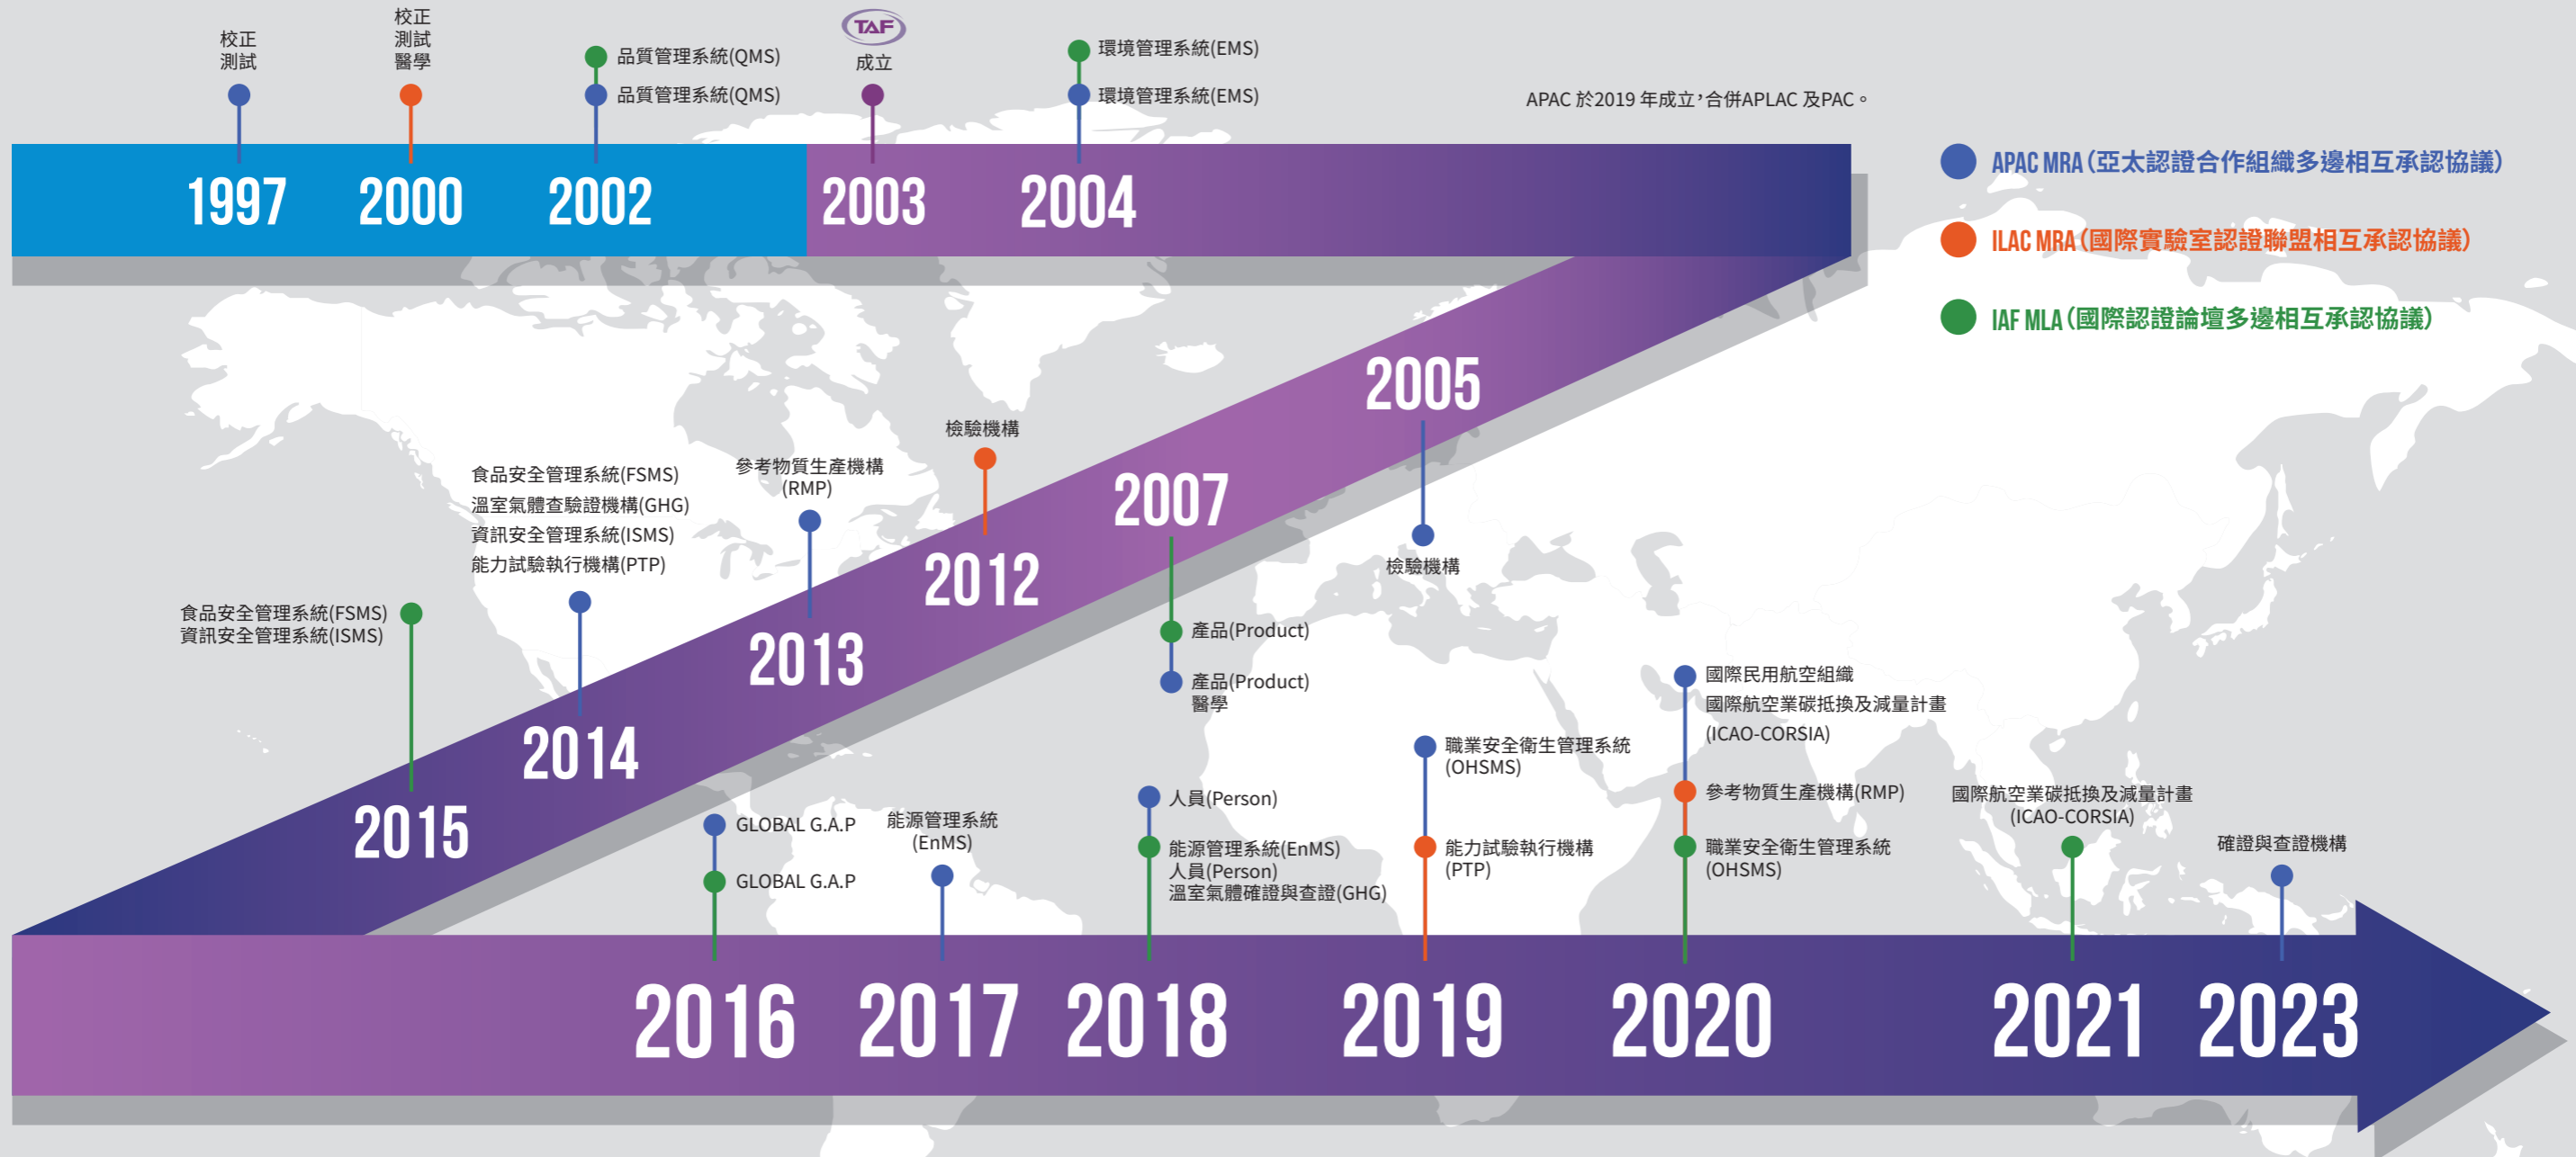 校正
測試
校正
測試
醫學
品質管理系統(QMS)
品質管理系統(QMS)
TAF
成立
環境管理系統(EMS)
環境管理系統(EMS)
APAC 於2019 年成立,合併APLAC 及PAC。
1997
2000
2002
2003
2004
APAC MRA(亞太認證合作組織多邊相互承認協議)
ILAC MRA(國際實驗室認證聯盟相互承認協議)
IAF MLA(國際認證論壇多邊相互承認協議)
2005
檢驗機構
2007
產品(Product)
產品(Product)
醫學
檢驗機構
2012
參考物質生產機構
(RMP)
2013
食品安全管理系統(FSMS)
溫室氣體查驗證機構(GHG)
資訊安全管理系統(ISMS)
能力試驗執行機構(PTP)
2014
食品安全管理系統(FSMS)
資訊安全管理系統(ISMS)
2015
GLOBAL G.A.P
GLOBAL G.A.P
2016
能源管理系統
(EnMS)
2017
人員(Person)
能源管理系統(EnMS)
人員(Person)
溫室氣體確證與查證(GHG)
2018
職業安全衛生管理系統
(OHSMS)
能力試驗執行機構
(PTP)
2019
國際民用航空組織
國際航空業碳抵換及減量計畫
(ICAO-CORSIA)
參考物質生產機構(RMP)
職業安全衛生管理系統
(OHSMS)
2020
國際航空業碳抵換及減量計畫
(ICAO-CORSIA)
2021
確證與查證機構
2023